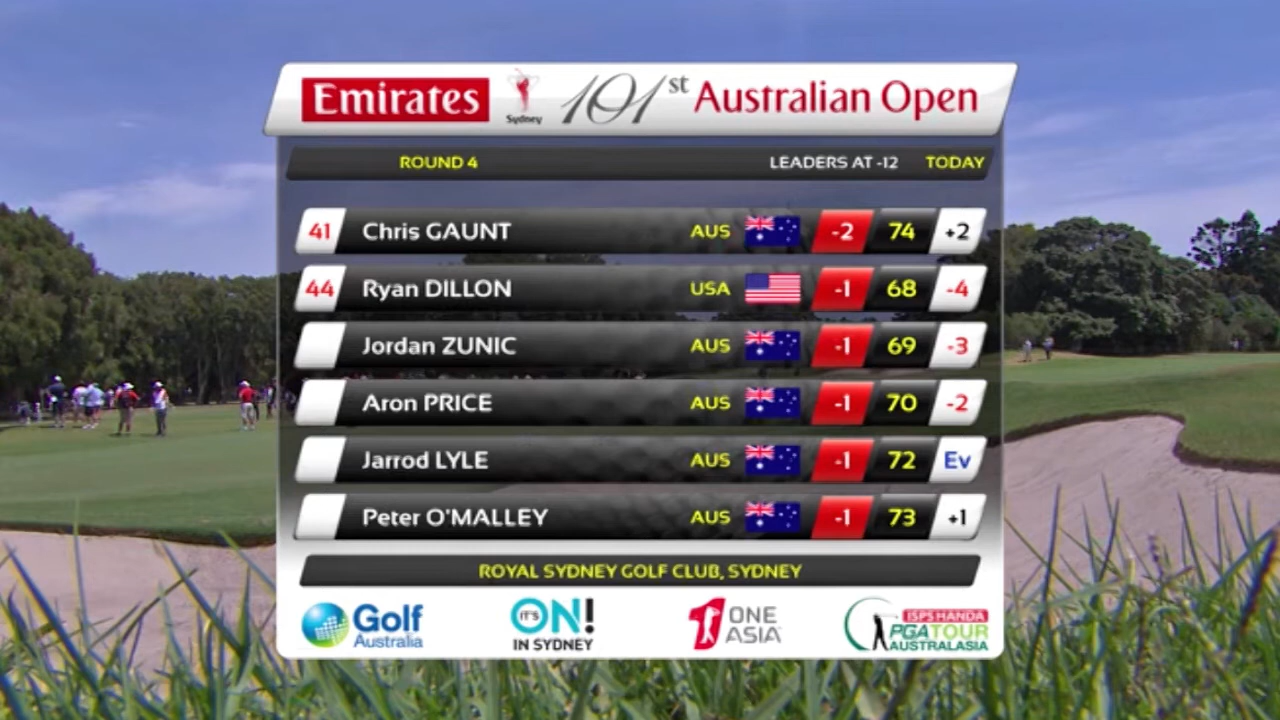 Emirates Sydney 101st Australian Open
ROUND 4 LEADERS AT -12 TODAY
41 Chris GAUNT AUS -2 74 +2
44 Ryan DILLON USA -1 68 -4
Jordan ZUNIC AUS -1 69 -3
Aron PRICE AUS -1 70 -2
Jarrod LYLE AUS -1 72 Ev
Peter O'MALLEY AUS -1 73 +1
ROYAL SYDNEY GOLF CLUB, SYDNEY
Golf
Australia
IT'S ON!
IN SYDNEY
1 ONE
ASIA
ISPS HANDA
PGA TOUR
AUSTRALASIA